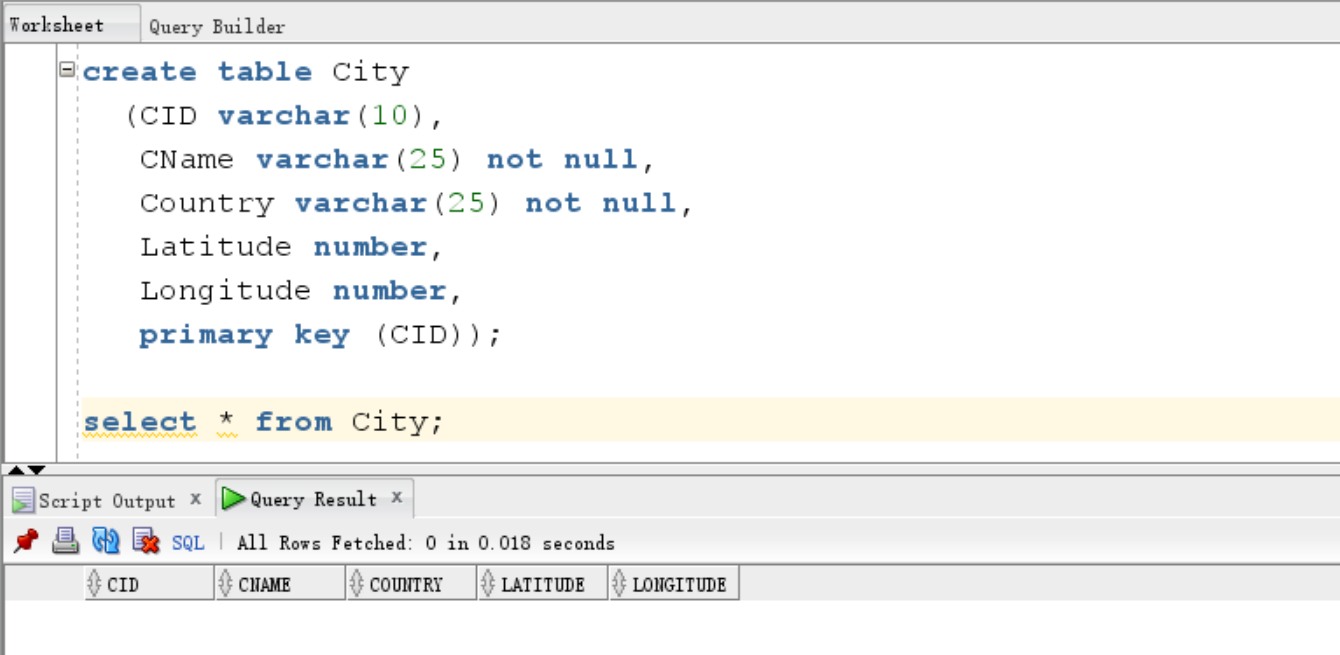 Worksheet Query Builder
create table City
(CID varchar(10),
CName varchar(25) not null,
Country varchar(25) not null,
Latitude number,
Longitude number,
primary key (CID));
select * from City;
Script Output x Query Result x
SQL | All Rows Fetched: 0 in 0.018 seconds
CID CNAME COUNTRY LATITUDE LONGITUDE